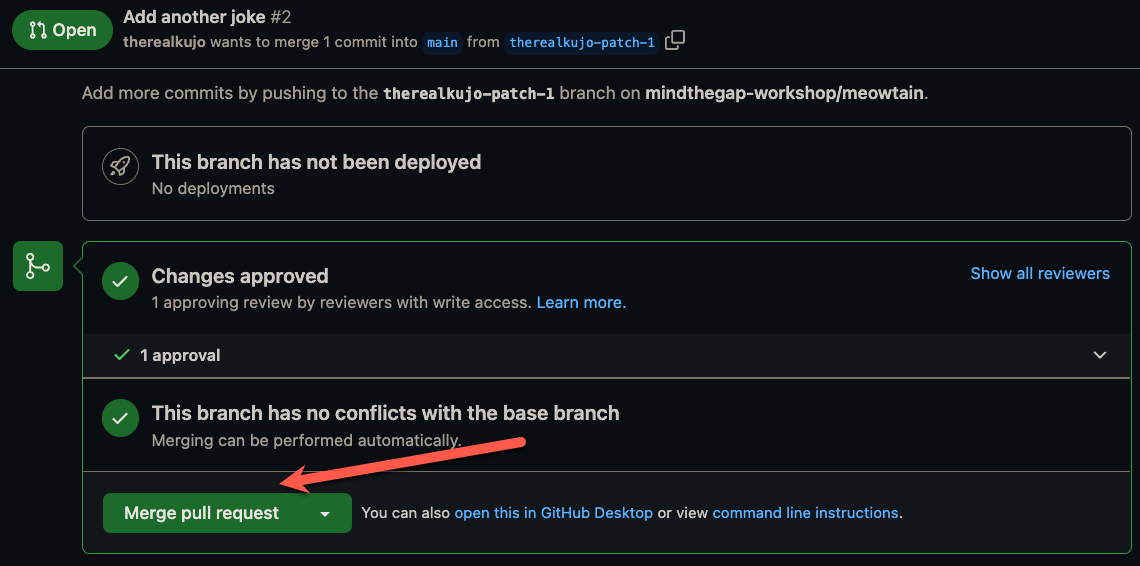 Open
Add another joke #2
therealkujo wants to merge 1 commit into main from therealkujo-patch-1
Add more commits by pushing to the therealkujo-patch-1 branch on mindthegap-workshop/meowtain.
This branch has not been deployed
No deployments
Changes approved
Show all reviewers
1 approving review by reviewers with write access. Learn more.
1 approval
This branch has no conflicts with the base branch
Merging can be performed automatically.
Merge pull request
You can also open this in GitHub Desktop or view command line instructions.